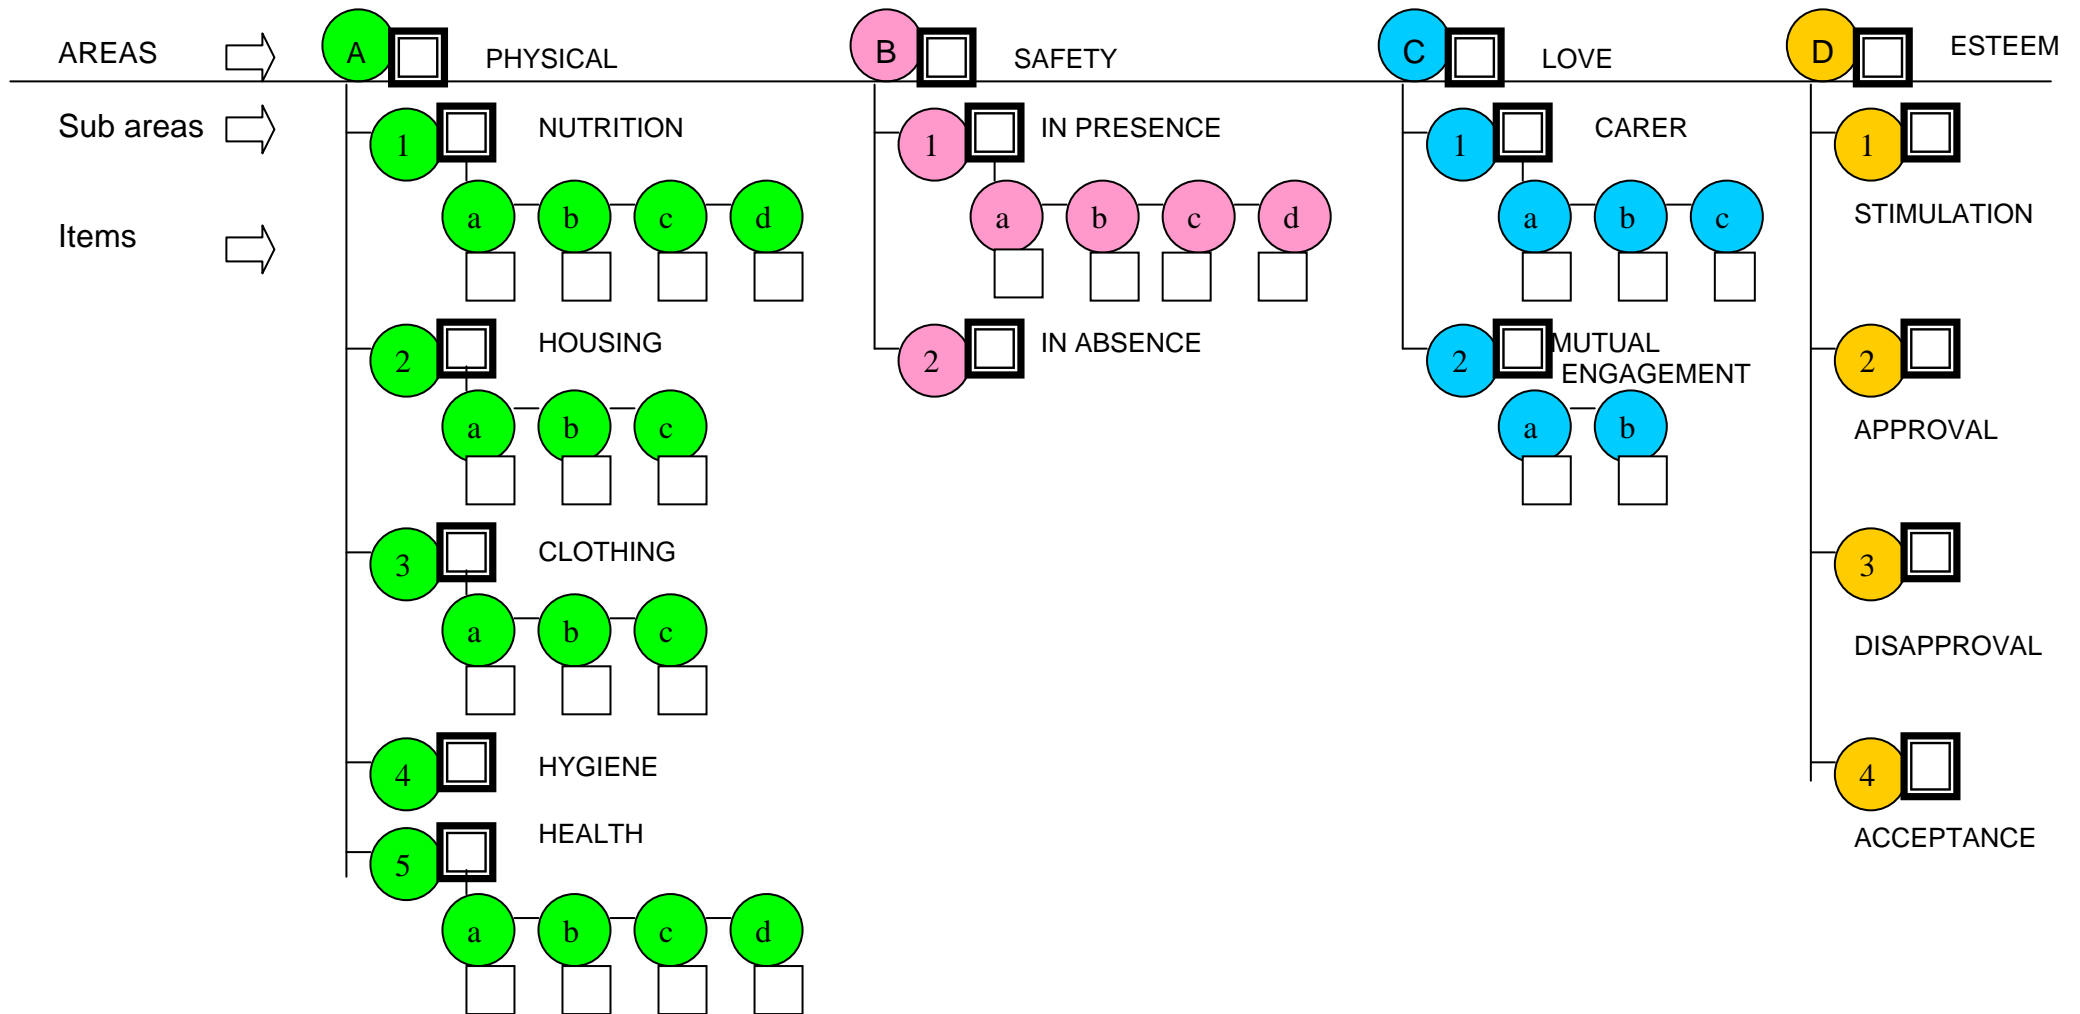 AREAS A PHYSICAL B SAFETY C LOVE D ESTEEM
Sub areas 1 NUTRITION 1 IN PRESENCE 1 CARER 1
Items a b c d a b c d a b c STIMULATION
2 HOUSING 2 IN ABSENCE 2 MUTUAL 2
ENGAGEMENT
a b c a b APPROVAL
3 CLOTHING 3
a b c DISAPPROVAL
4 HYGIENE 4
5 HEALTH ACCEPTANCE
a b c d